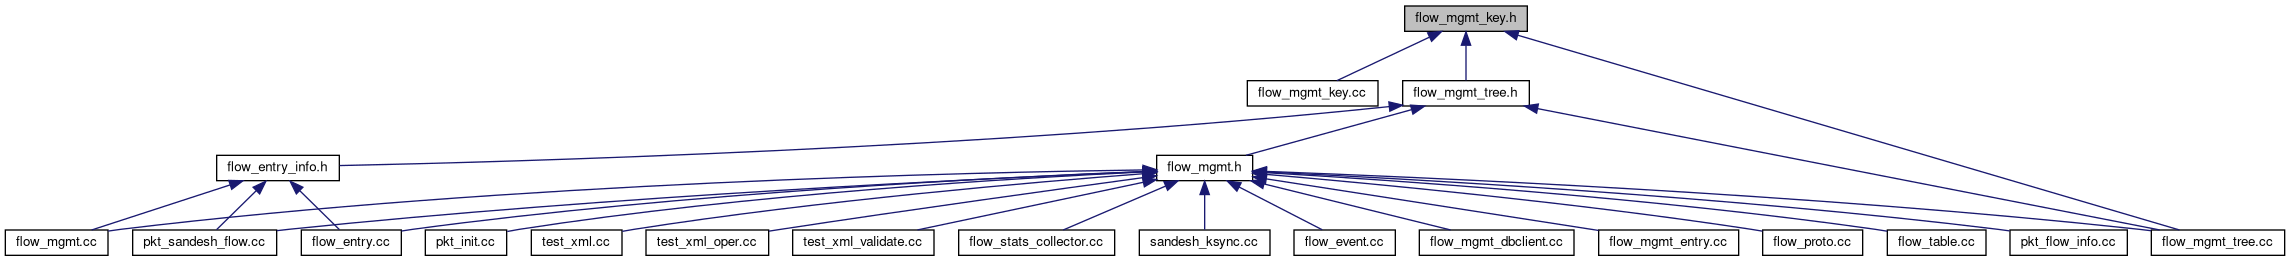 flow_mgmt_key.h
flow_mgmt_key.cc
flow_mgmt_tree.h
flow_entry_info.h
flow_mgmt.h
flow_mgmt.cc
pkt_sandesh_flow.cc
flow_entry.cc
pkt_init.cc
test_xml.cc
test_xml_oper.cc
test_xml_validate.cc
flow_stats_collector.cc
sandesh_ksync.cc
flow_event.cc
flow_mgmt_dbclient.cc
flow_mgmt_entry.cc
flow_proto.cc
flow_table.cc
pkt_flow_info.cc
flow_mgmt_tree.cc